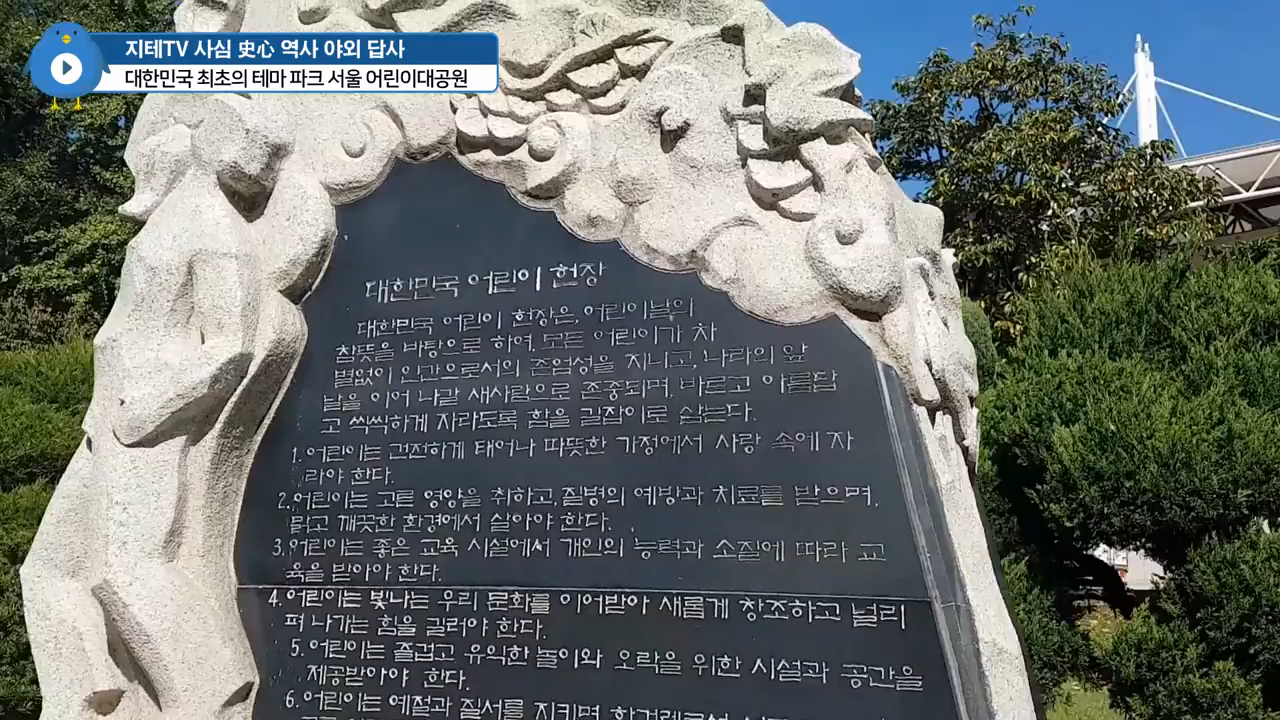 지테TV 사심 史心 역사 야외 답사
대한민국 최초의 테마 파크 서울 어린이대공원
대한민국 어린이 헌장
대한민국 어린이 헌장은, 어린이날의
참뜻을 바탕으로 하여, 모든 어린이가 차
별없이 인간으로서의 존엄성을 지니고, 나라의 앞
날을 이어 나갈 새사람으로 존중되며, 바르고 아름답
고 씩씩하게 자라도록 함을 길잡이로 삼는다.
1. 어린이는 건전하게 태어나 따뜻한 가정에서 사랑 속에 자
라야 한다.
2. 어린이는 고른 영양을 취하고, 질병의 예방과 치료를 받으며,
맑고 깨끗한 환경에서 살아야 한다.
3. 어린이는 좋은 교육 시설에서 개인의 능력과 소질에 따라 교
육을 받아야 한다.
4. 어린이는 빛나는 우리 문화를 이어받아 새롭게 창조하고 널리
펴 나가는 힘을 길러야 한다.
5. 어린이는 즐겁고 유익한 놀이와 오락을 위한 시설과 공간을
제공받아야 한다.
6. 어린이는 예절과 질서를 지키며